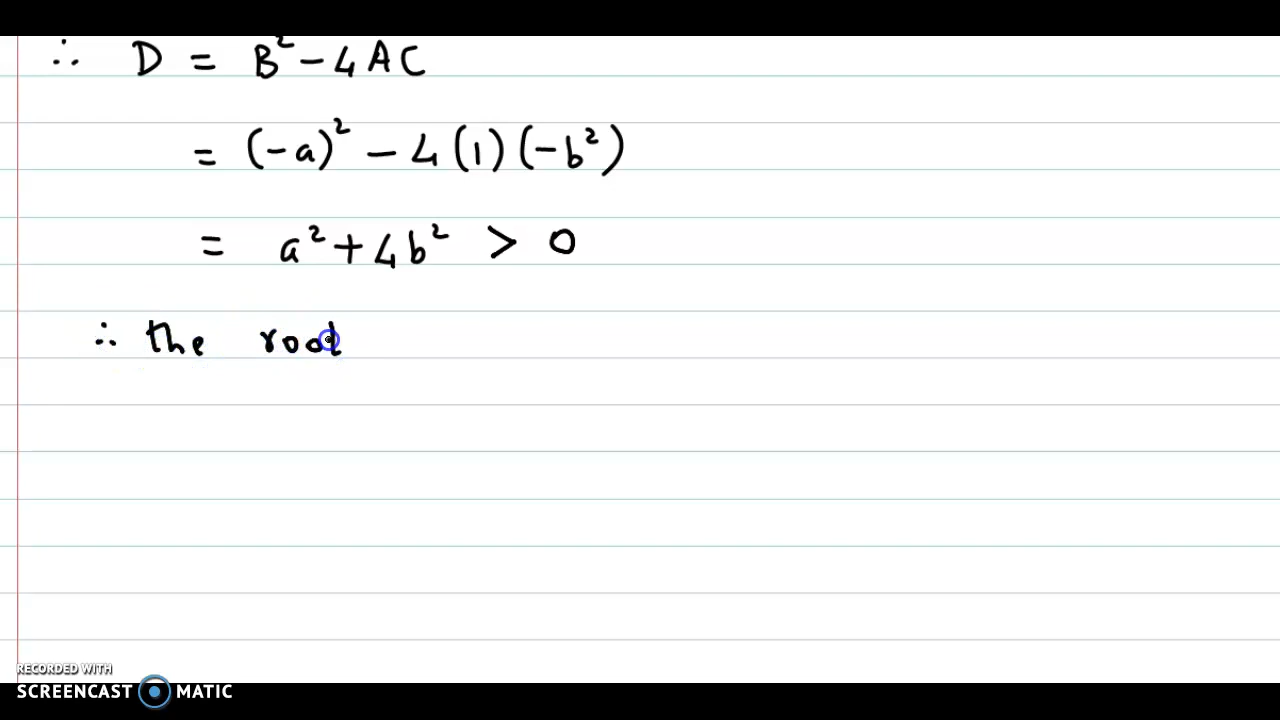 ∴ D = B² - 4AC
= (-a)² - 4(1)(-b²)
= a² + 4b² > 0
∴ the root
RECORDED WITH
SCREENCAST MATIC